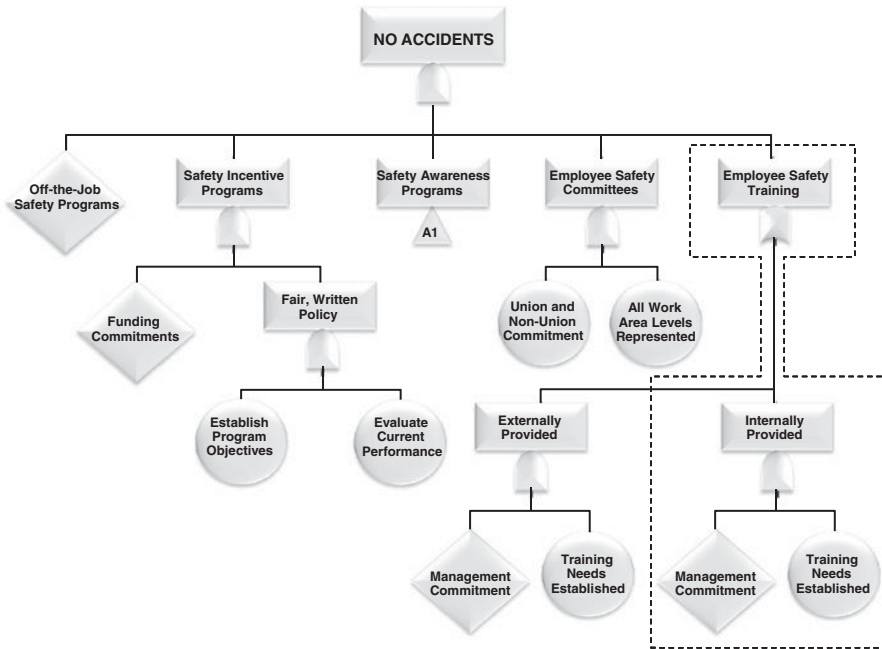 NO ACCIDENTS
Off-the-Job
Safety Programs
Safety Incentive
Programs
Safety Awareness
Programs
A1
Employee Safety
Committees
Employee Safety
Training
Funding
Commitments
Fair, Written
Policy
Union and
Non-Union
Commitment
All Work
Area Levels
Represented
Establish
Program
Objectives
Evaluate
Current
Performance
Externally
Provided
Internally
Provided
Management
Commitment
Training
Needs
Established
Management
Commitment
Training
Needs
Established